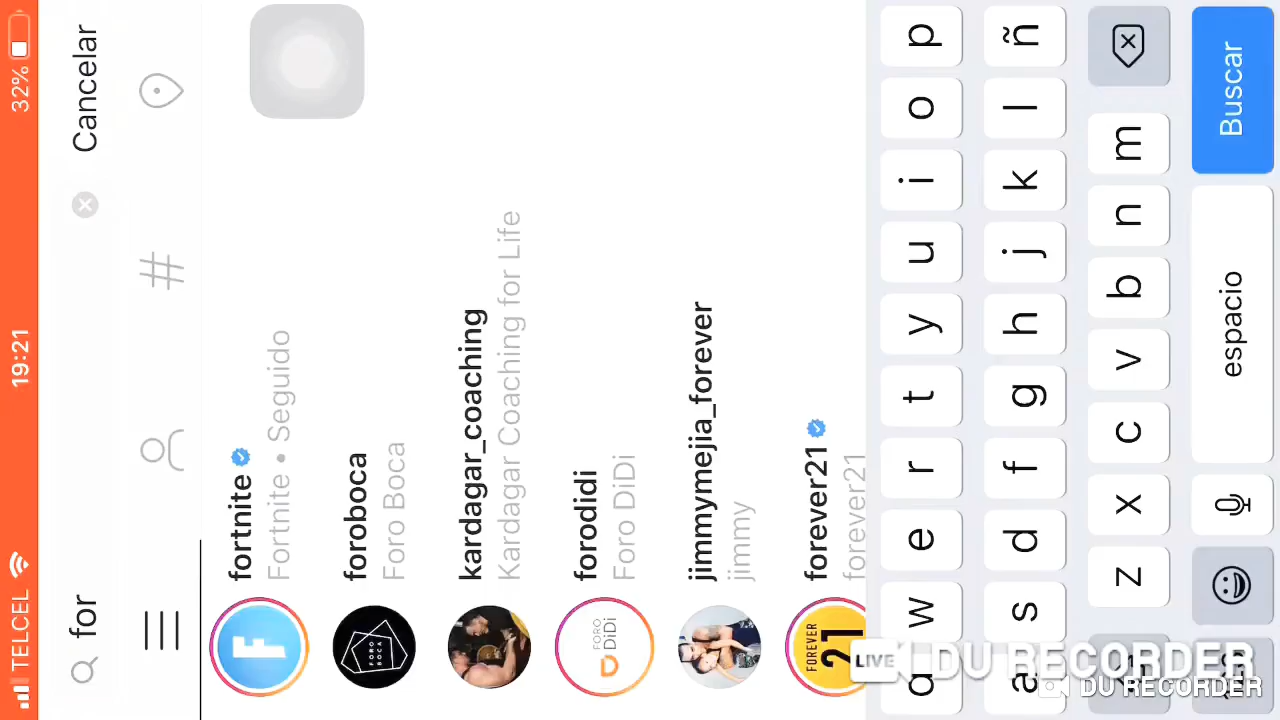 TELCEL 19:21 32%
for Cancelar
#
fortnite
Fortnite • Seguido
foroboca
Foro Boca
FORO
BOCA
kardagar_coaching
Kardagar Coaching for Life
forodidi
Foro DiDi
FORO
DiDi
jimmymejia_forever
jimmy
forever21
forever21
FOREVER
21
q w e r t y u i o p
a s d f g h j k l ñ
z x c v b n m
espacio Buscar
LIVE DU RECORDER
DU RECORDER